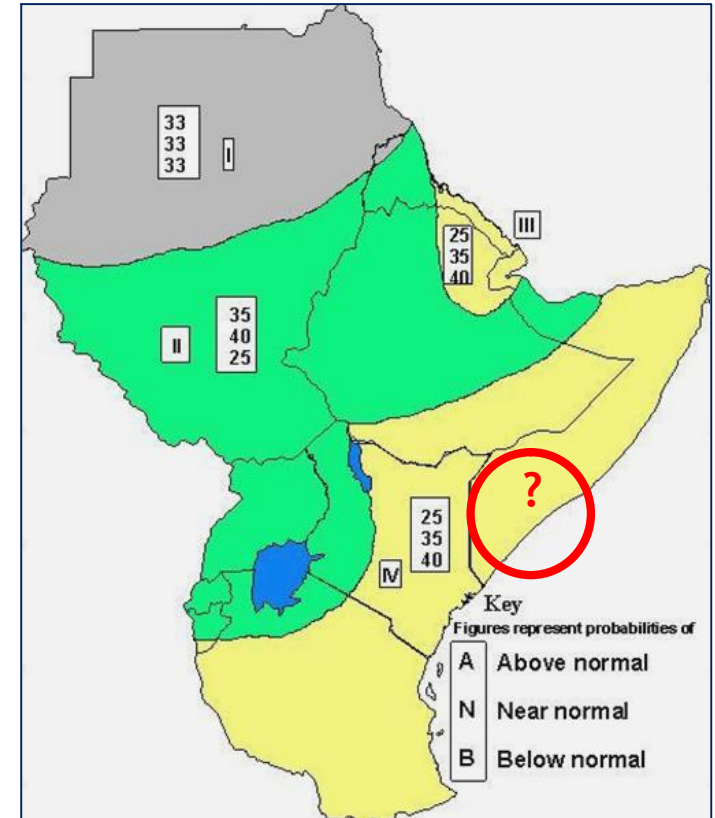 33
33
33
I
III
25
35
40
35
40
25
II
?
25
35
40
IV
Key
Figures represent probabilities of
A Above normal
N Near normal
B Below normal